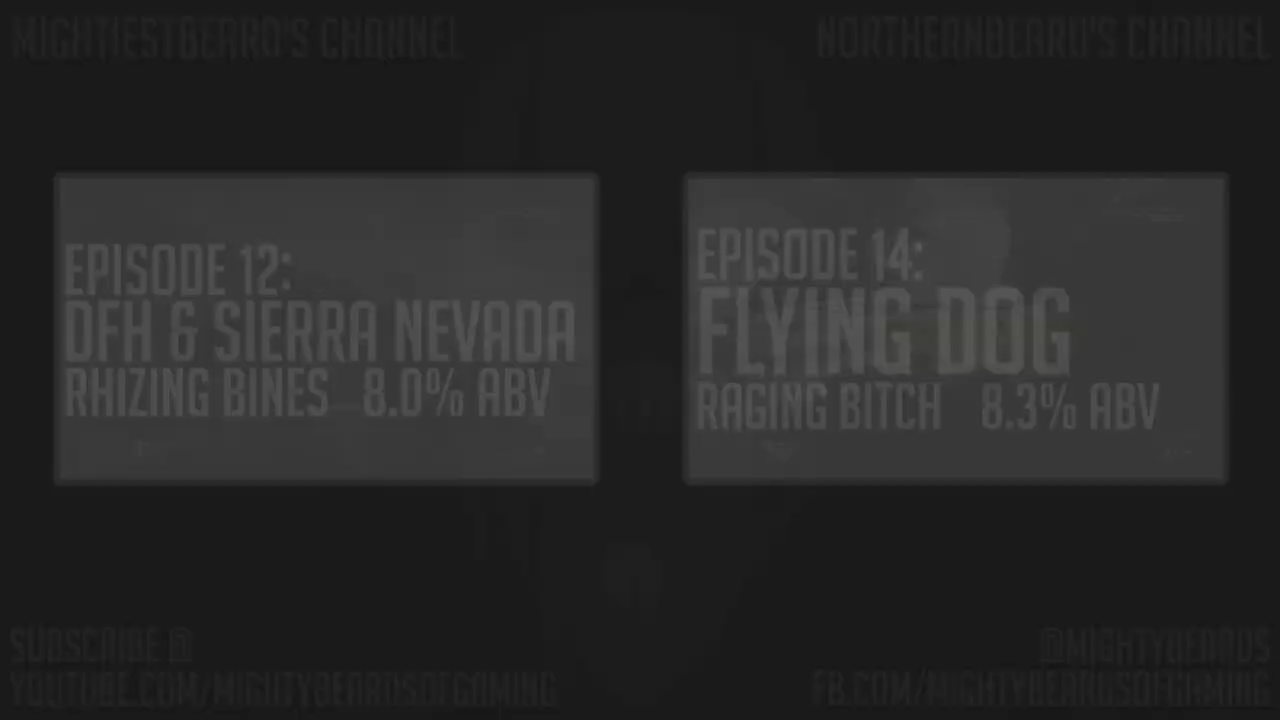 MIGHTIESTBEARD'S CHANNEL
NORTHERNBEARD'S CHANNEL
EPISODE 12:
DFH & SIERRA NEVADA
RHIZING BINES 8.0% ABV
EPISODE 14:
FLYING DOG
RAGING BITCH 8.3% ABV
SUBSCRIBE @
YOUTUBE.COM/MIGHTYBEARDSOFGAMING
@MIGHTYBEARDS
FB.COM/MIGHTYBEARDSOFGAMING